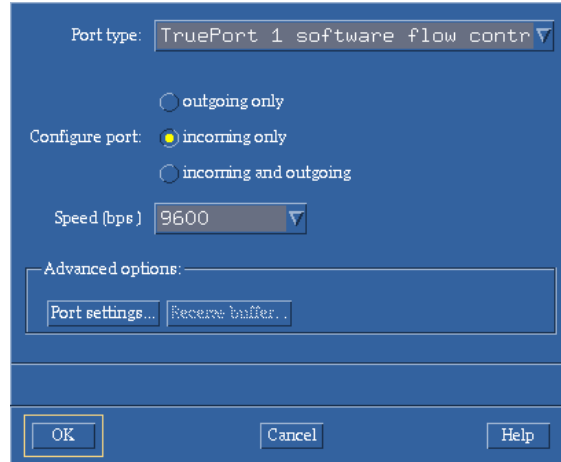 Port type: TruePort 1 software flow contr
outgoing only
Configure port: incoming only
incoming and outgoing
Speed (bps) 9600
Advanced options:
Port settings... Receive buffer...
OK Cancel Help